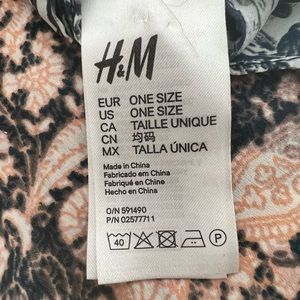 H&M
EUR ONE SIZE
US ONE SIZE
CA TAILLE UNIQUE
CN 均码
MX TALLA ÚNICA
Made in China
Fabricado em China
Fabriqué en Chine
Hecho en China
O/N 591490
P/N 02577711
40 P